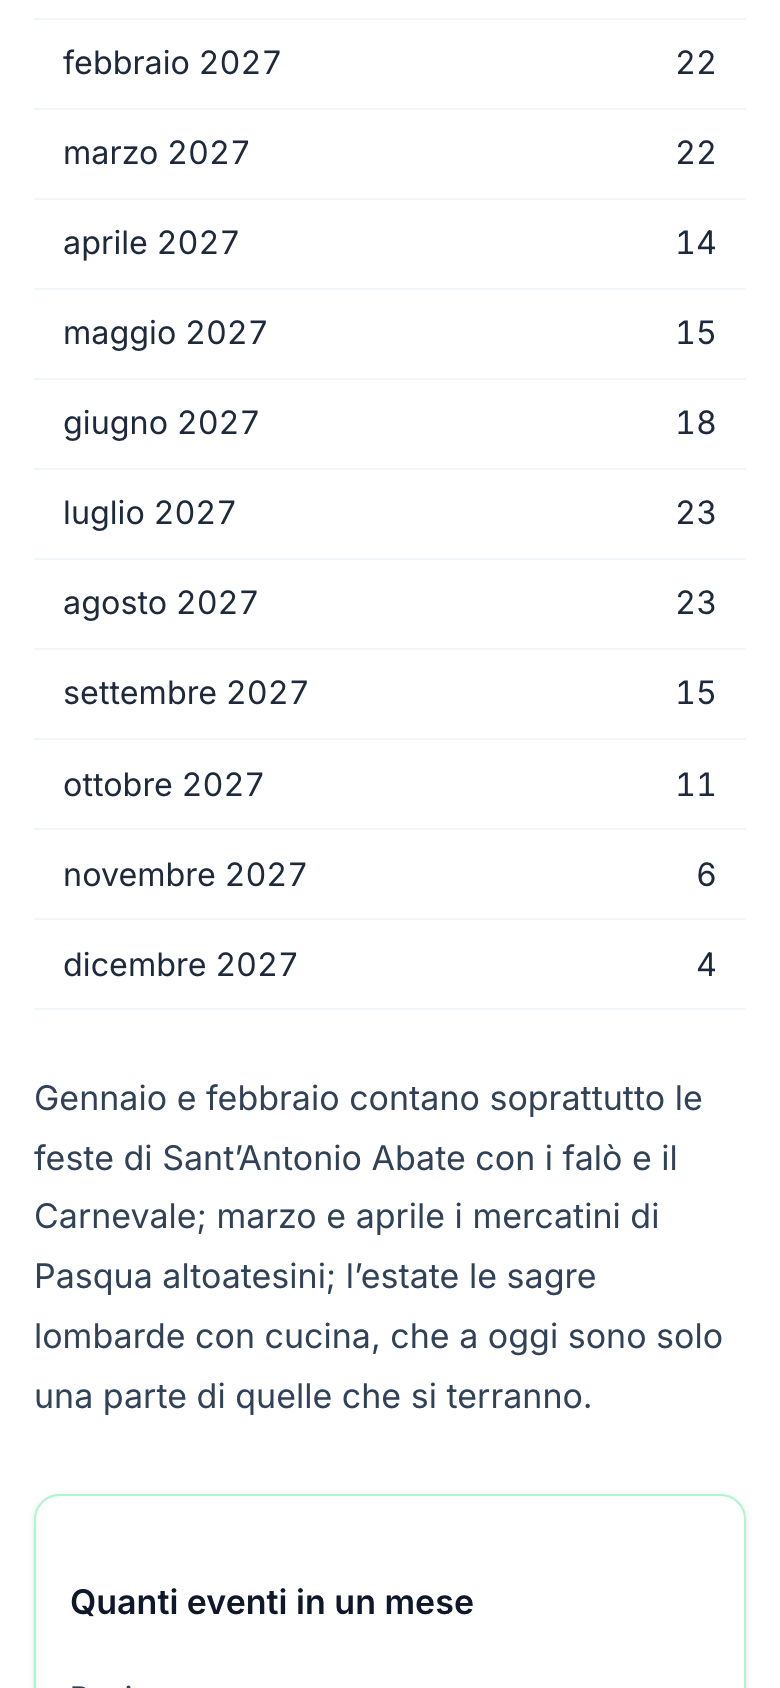 febbraio 2027 22
marzo 2027 22
aprile 2027 14
maggio 2027 15
giugno 2027 18
luglio 2027 23
agosto 2027 23
settembre 2027 15
ottobre 2027 11
novembre 2027 6
dicembre 2027 4
Gennaio e febbraio contano soprattutto le
feste di Sant’Antonio Abate con i falò e il
Carnevale; marzo e aprile i mercatini di
Pasqua altoatesini; l’estate le sagre
lombarde con cucina, che a oggi sono solo
una parte di quelle che si terranno.
Quanti eventi in un mese